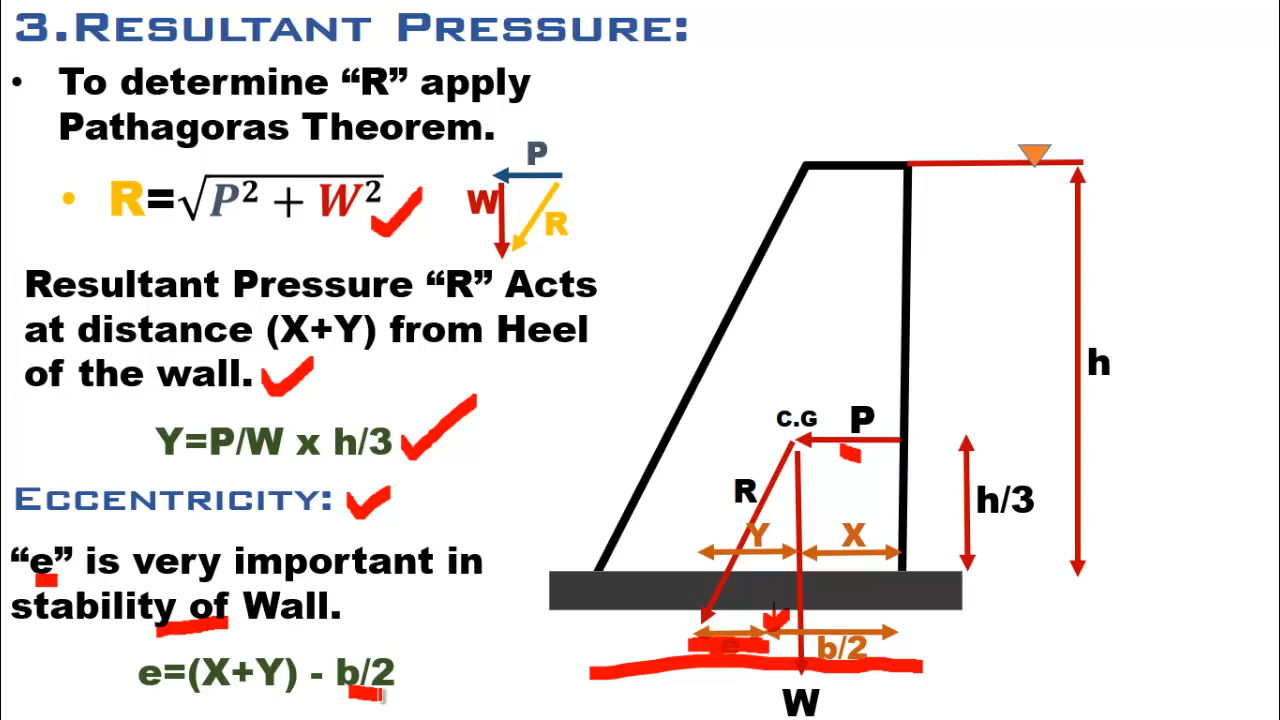 3.Resultant Pressure:
• To determine “R” apply
Pathagoras Theorem.
• R=√P² + W²
P
W
R
Resultant Pressure “R” Acts
at distance (X+Y) from Heel
of the wall.
Y=P/W x h/3
Eccentricity:
“e” is very important in
stability of Wall.
e=(X+Y) - b/2
h
C.G
P
R
h/3
Y
X
e
b/2
W